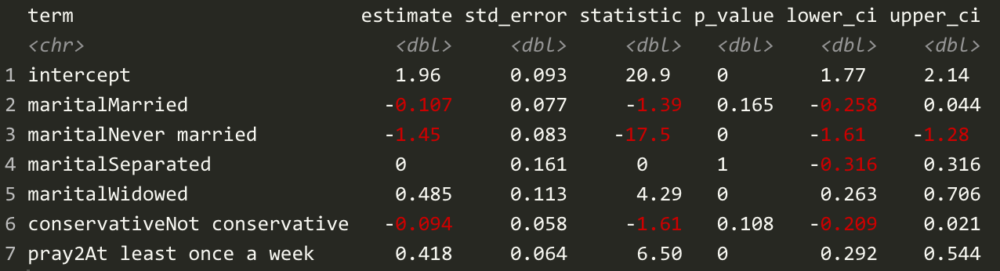 term estimate std_error statistic p_value lower_ci upper_ci
<chr> <dbl> <dbl> <dbl> <dbl> <dbl> <dbl>
1 intercept 1.96 0.093 20.9 0 1.77 2.14
2 maritalMarried -0.107 0.077 -1.39 0.165 -0.258 0.044
3 maritalNever married -1.45 0.083 -17.5 0 -1.61 -1.28
4 maritalSeparated 0 0.161 0 1 -0.316 0.316
5 maritalWidowed 0.485 0.113 4.29 0 0.263 0.706
6 conservativeNot conservative -0.094 0.058 -1.61 0.108 -0.209 0.021
7 pray2At least once a week 0.418 0.064 6.50 0 0.292 0.544